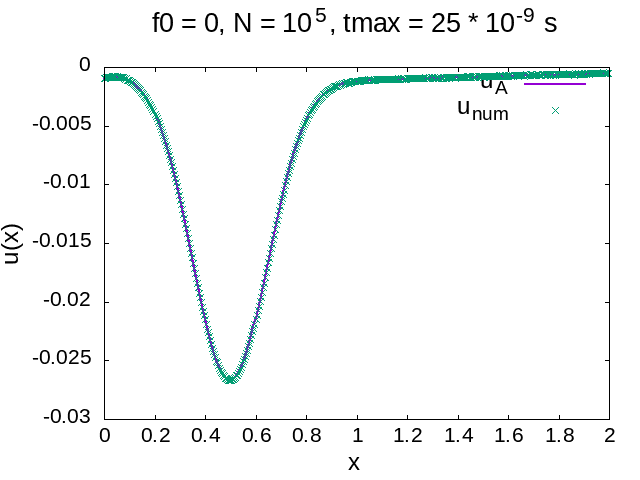 f0 = 0, N = 10^5, tmax = 25 * 10^-9 s
0
-0.005
-0.01
-0.015
-0.02
-0.025
-0.03
u(x)
u_A
u_num
0 0.2 0.4 0.6 0.8 1 1.2 1.4 1.6 1.8 2
x